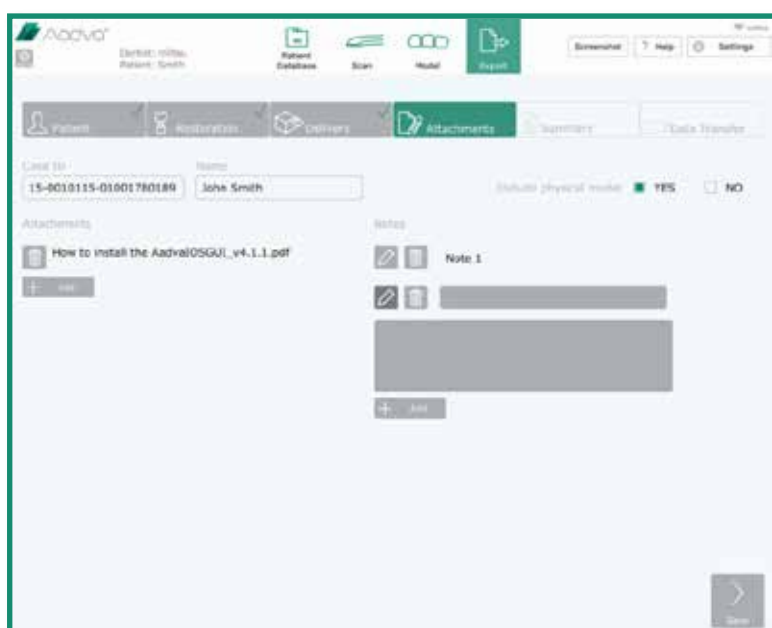 Aadva
Dentist:
Patient: Smith
Patient
Database
Scan
Model
Export
Screenshot
? Help
Settings
Patient
Restoration
Delivery
Attachments
Summary
Data Transfer
Case ID
Name
15-0010115-01001780189
John Smith
Include physical model
YES
NO
Attachments
Notes
How to install the AadvaIOSGUI_v4.1.1.pdf
Note 1
+ Add
+ Add
Save